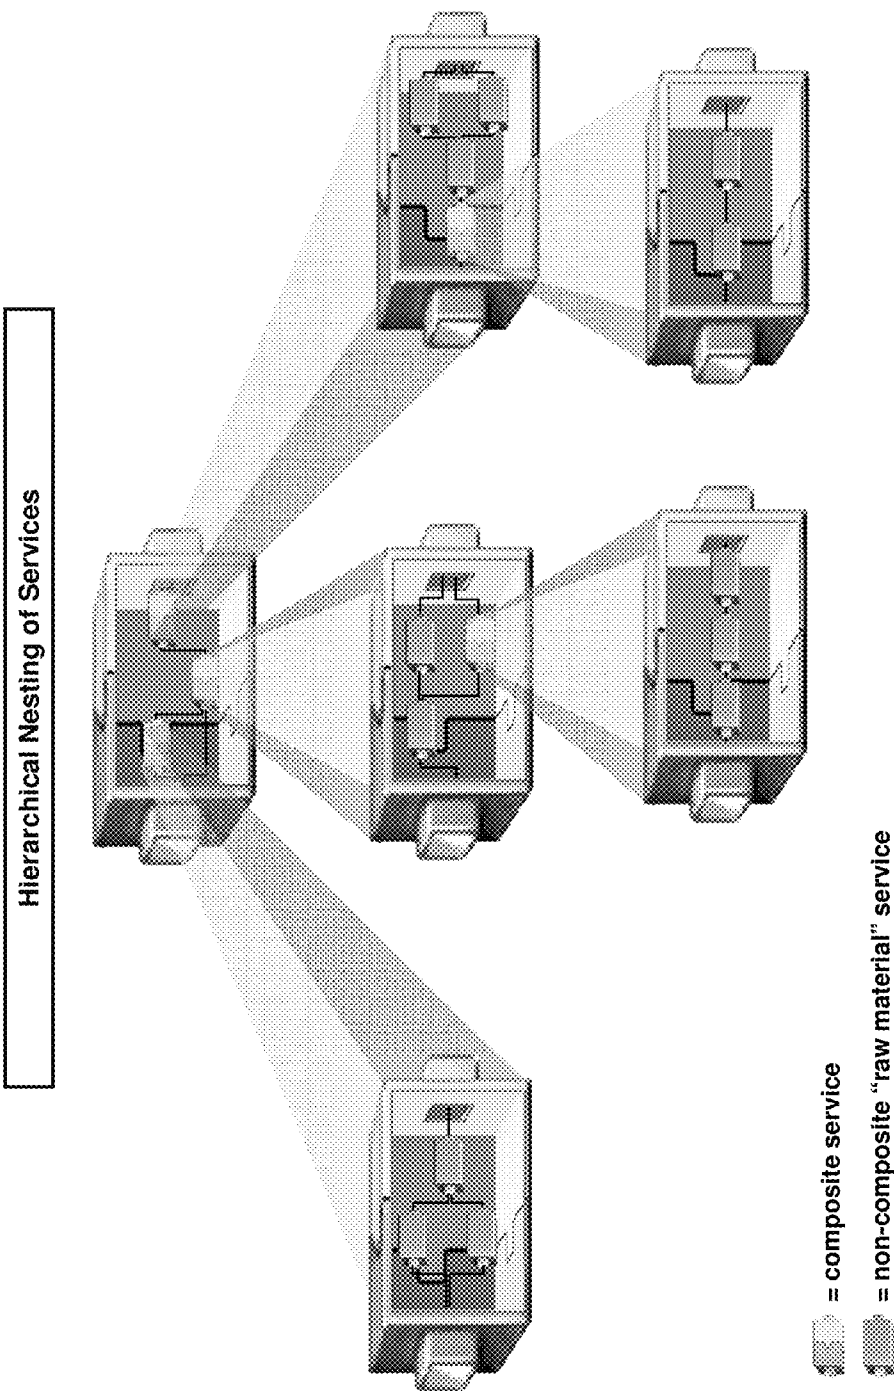 Hierarchical Nesting of Services
= composite service
= non-composite “raw material” service